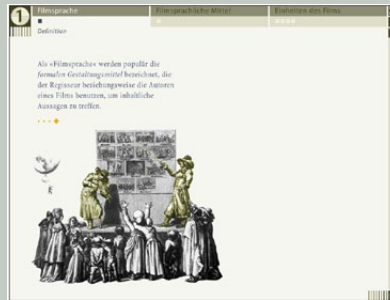 1
Filmsprache
Filmsprachliche Mittel
Einheiten des Films
Definition
Als «Filmsprache» werden populär die
formalen Gestaltungsmittel bezeichnet, die
der Regisseur beziehungsweise die Autoren
eines Films benutzen, um inhaltliche
Aussagen zu treffen.